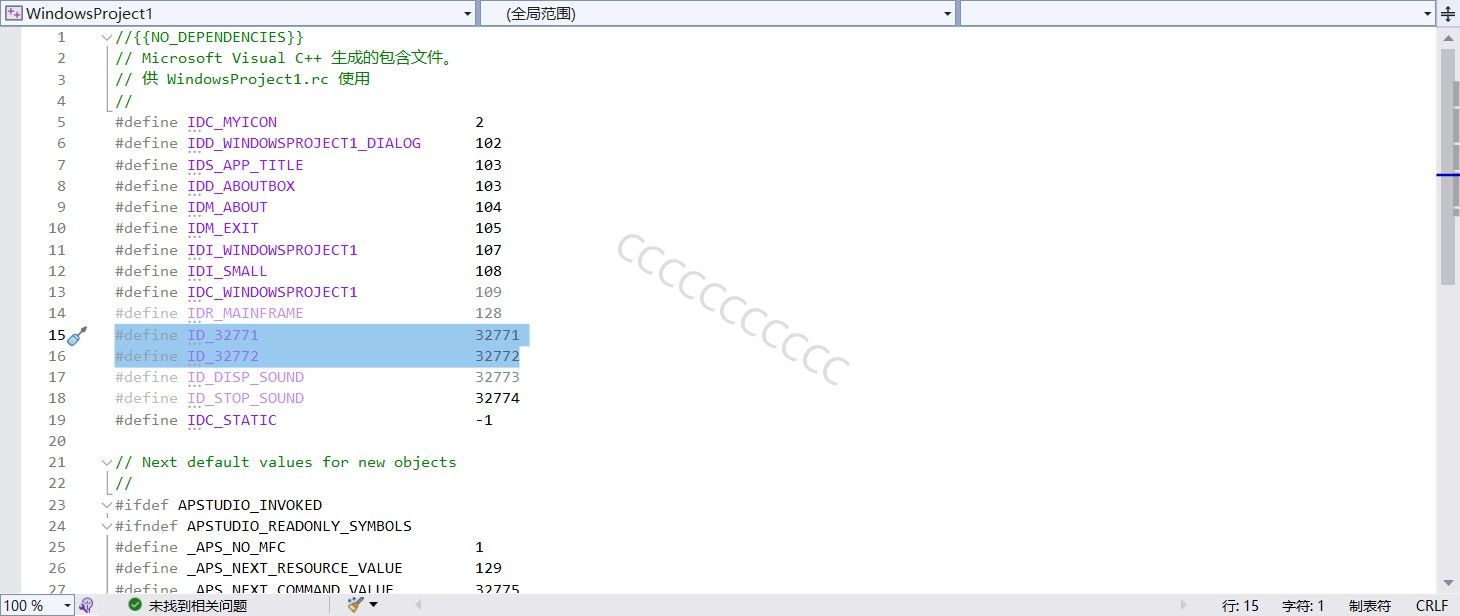 WindowsProject1 (全局范围)
1 //{{NO_DEPENDENCIES}}
2 // Microsoft Visual C++ 生成的包含文件。
3 // 供 WindowsProject1.rc 使用
4 //
5 #define IDC_MYICON 2
6 #define IDD_WINDOWSPROJECT1_DIALOG 102
7 #define IDS_APP_TITLE 103
8 #define IDD_ABOUTBOX 103
9 #define IDM_ABOUT 104
10 #define IDM_EXIT 105
11 #define IDI_WINDOWSPROJECT1 107
12 #define IDI_SMALL 108
13 #define IDC_WINDOWSPROJECT1 109
14 #define IDR_MAINFRAME 128
15 #define ID_32771 32771
16 #define ID_32772 32772
17 #define ID_DISP_SOUND 32773
18 #define ID_STOP_SOUND 32774
19 #define IDC_STATIC -1
20
21 // Next default values for new objects
22 //
23 #ifdef APSTUDIO_INVOKED
24 #ifndef APSTUDIO_READONLY_SYMBOLS
25 #define _APS_NO_MFC 1
26 #define _APS_NEXT_RESOURCE_VALUE 129
27 #define _APS_NEXT_COMMAND_VALUE 32775
CCCCCCCCCCC
100 % 未找到相关问题 行: 15 字符: 1 制表符 CRLF